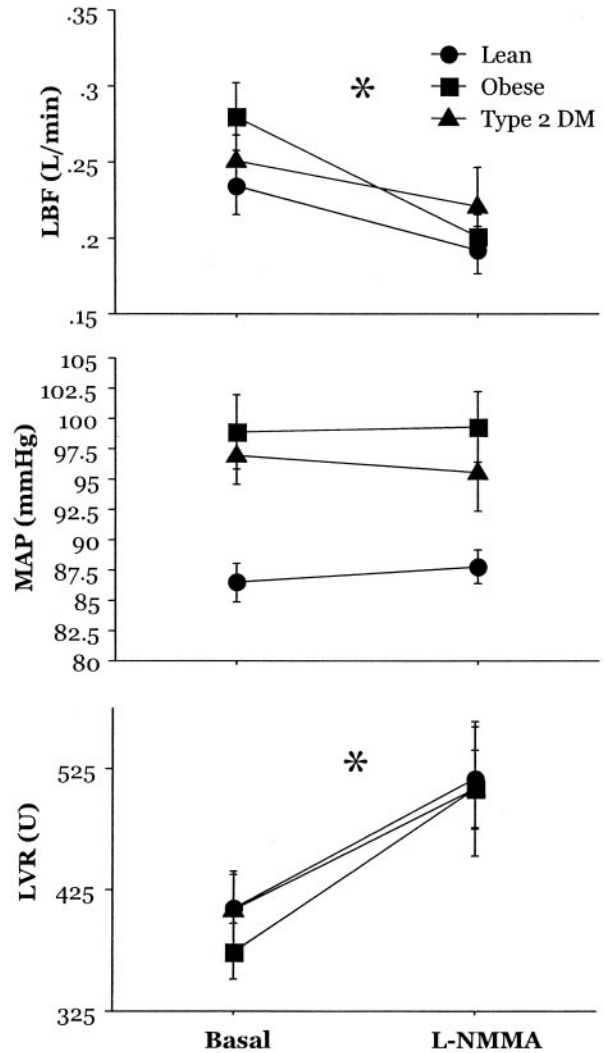 .35
.3
.25
.2
.15
LBF (L/min)
*
Lean
Obese
Type 2 DM
105
102.5
100
97.5
95
92.5
90
87.5
85
82.5
80
MAP (mmHg)
*
525
425
325
LVR (U)
Basal
L-NMMA